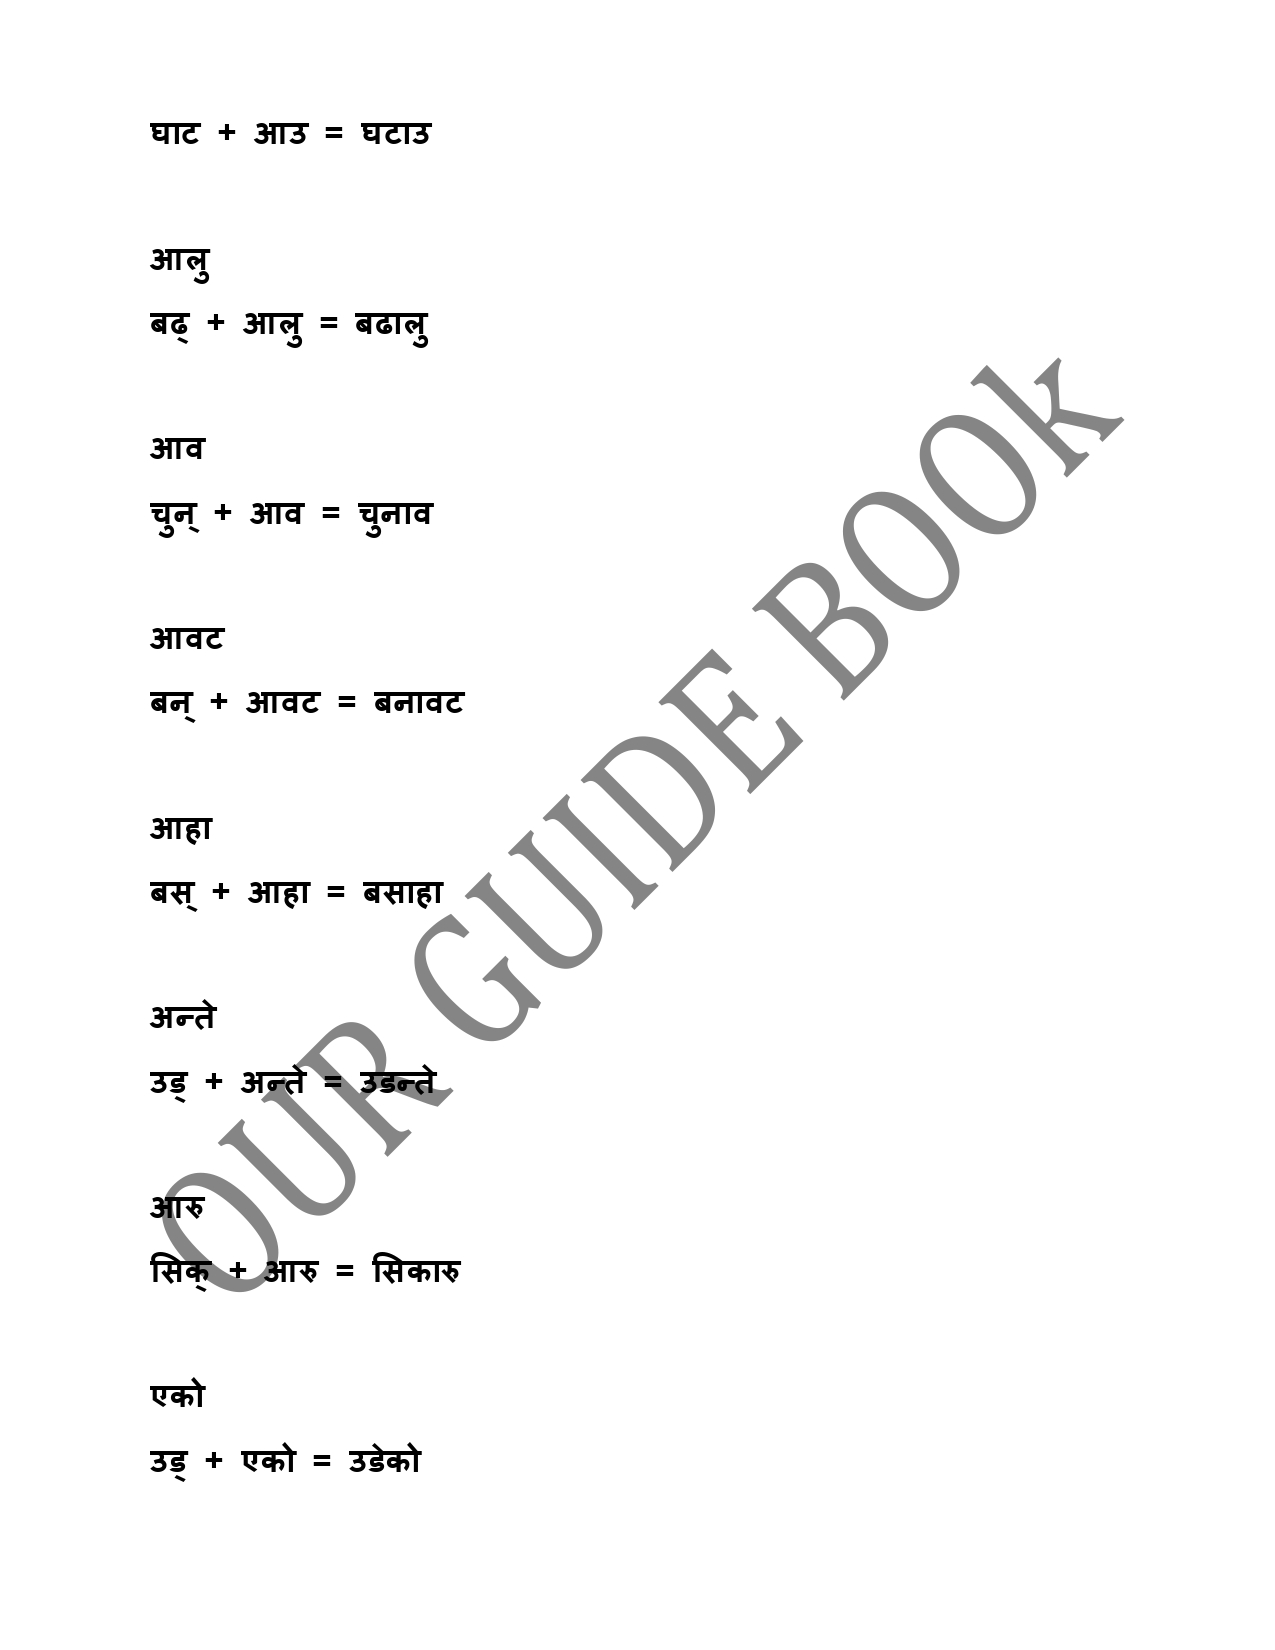 घाट + आउ = घटाउ
आलु
बढ् + आलु = बढालु
आव
चुन् + आव = चुनाव
आवट
बन् + आवट = बनावट
आहा
बस् + आहा = बसाहा
अन्ते
उड् + अन्ते = उडन्ते
आरु
सिक् + आरु = सिकारु
एको
उड् + एको = उडेको
OUR GUIDE BOOk